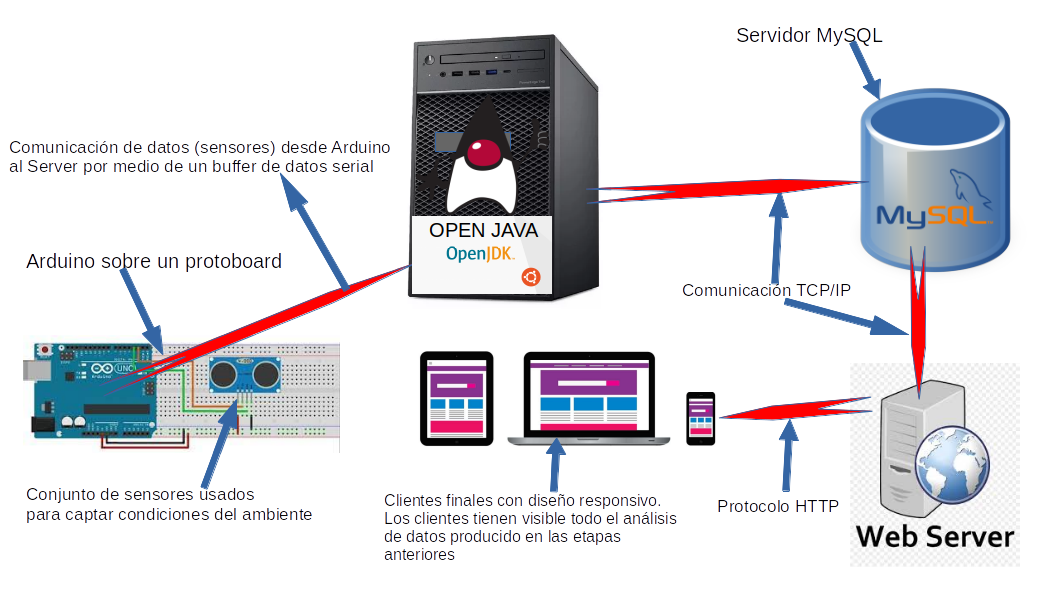 Servidor MySQL
Comunicación de datos (sensores) desde Arduino
al Server por medio de un buffer de datos serial
OPEN JAVA
OpenJDK
MySQL
Arduino sobre un protoboard
Comunicación TCP/IP
UNO
Conjunto de sensores usados
para captar condiciones del ambiente
Clientes finales con diseño responsivo.
Los clientes tienen visible todo el análisis
de datos producido en las etapas
anteriores
Protocolo HTTP
Web Server